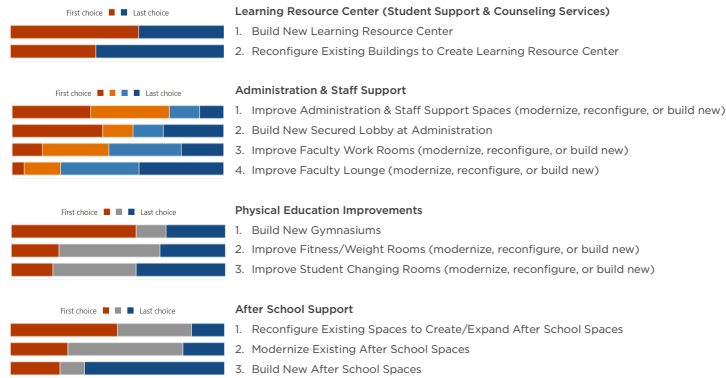 First choice Last choice
Learning Resource Center (Student Support & Counseling Services)
1. Build New Learning Resource Center
2. Reconfigure Existing Buildings to Create Learning Resource Center
First choice Last choice
Administration & Staff Support
1. Improve Administration & Staff Support Spaces (modernize, reconfigure, or build new)
2. Build New Secured Lobby at Administration
3. Improve Faculty Work Rooms (modernize, reconfigure, or build new)
4. Improve Faculty Lounge (modernize, reconfigure, or build new)
First choice Last choice
Physical Education Improvements
1. Build New Gymnasiums
2. Improve Fitness/Weight Rooms (modernize, reconfigure, or build new)
3. Improve Student Changing Rooms (modernize, reconfigure, or build new)
First choice Last choice
After School Support
1. Reconfigure Existing Spaces to Create/Expand After School Spaces
2. Modernize Existing After School Spaces
3. Build New After School Spaces